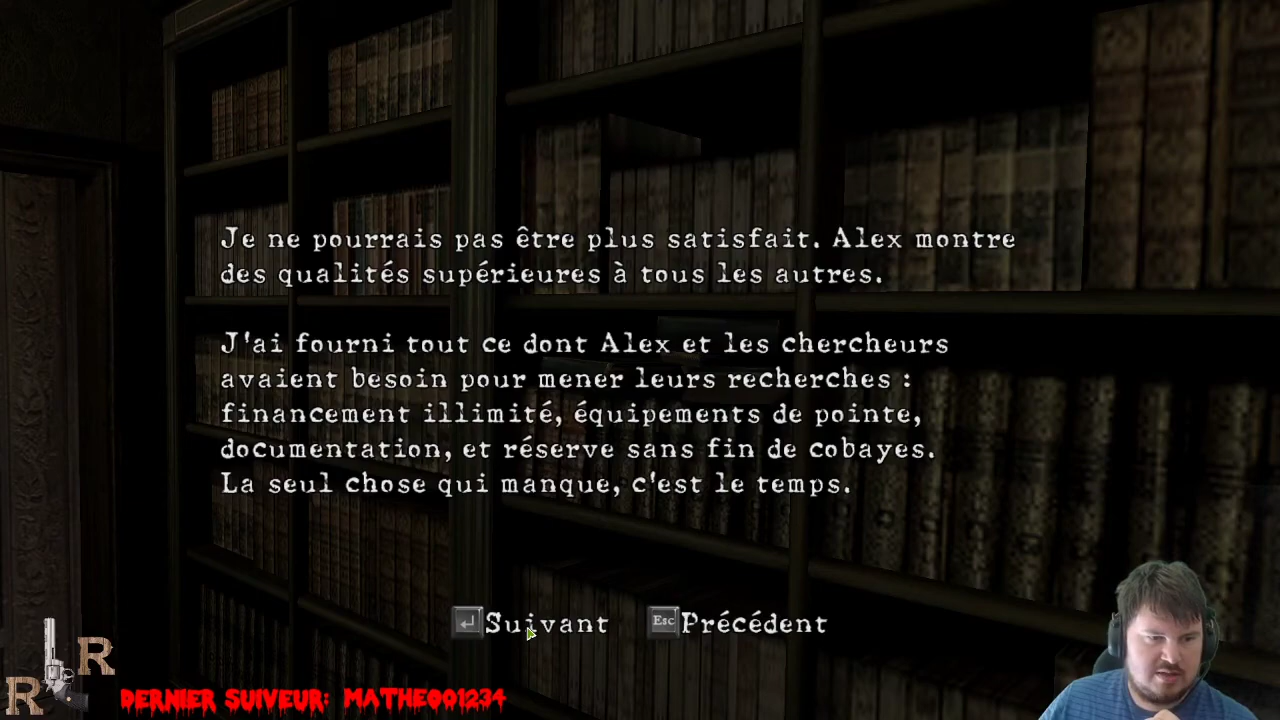 Je ne pourrais pas être plus satisfait. Alex montre
des qualités supérieures à tous les autres.
J'ai fourni tout ce dont Alex et les chercheurs
avaient besoin pour mener leurs recherches :
financement illimité, équipements de pointe,
documentation, et réserve sans fin de cobayes.
La seul chose qui manque, c'est le temps.
Suivant Esc Précédent
R
R
DERNIER SUIVEUR: MATHEO01234